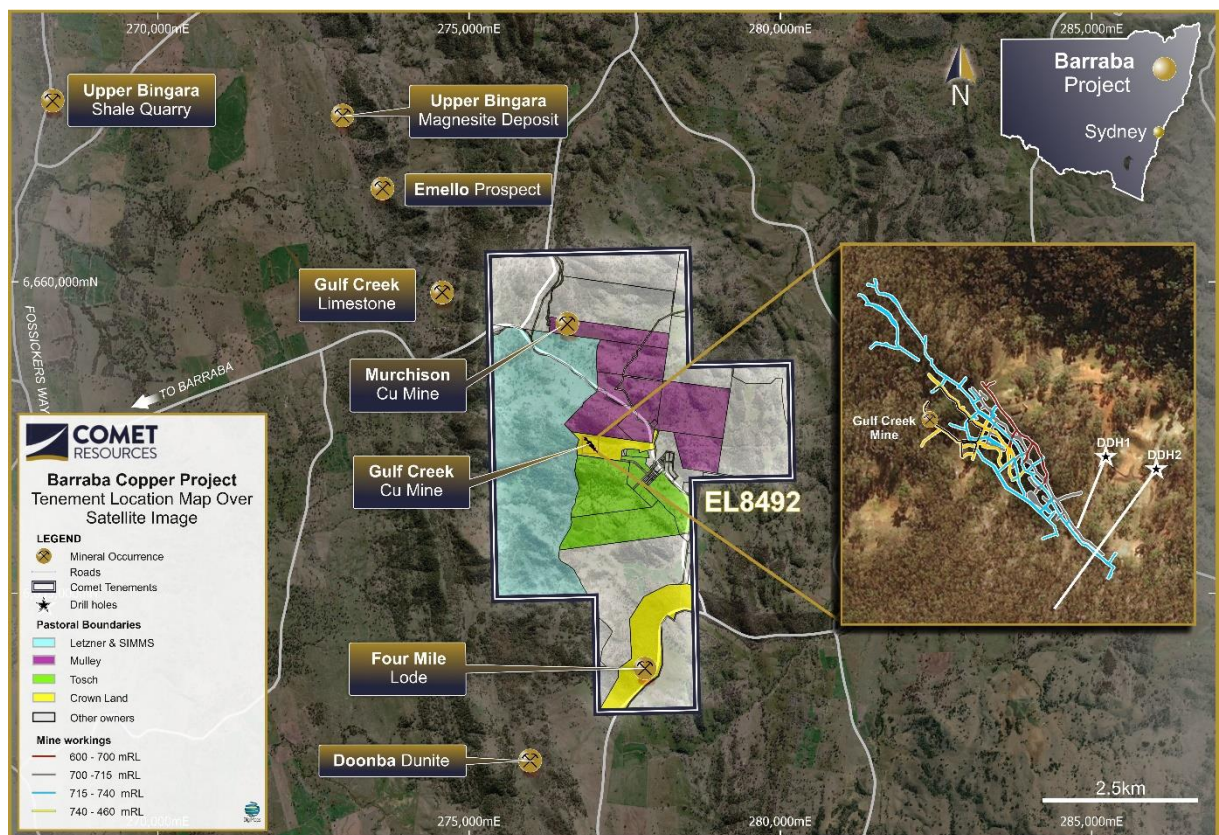 270,000mE
275,000mE
280,000mE
285,000mE
Upper Bingara
Shale Quarry
Upper Bingara
Magnesite Deposit
N
Barraba
Project
Sydney
Emello Prospect
6,660,000mN
Gulf Creek
Limestone
FOSSICKERS WAY
TO BARRABA
Murchison
Cu Mine
Gulf Creek
Mine
DDH1
DDH2
Gulf Creek
Cu Mine
EL8492
COMET
RESOURCES
Barraba Copper Project
Tenement Location Map Over
Satellite Image
LEGEND
Mineral Occurrence
Roads
Comet Tenements
Drill holes
Pastoral Boundaries
Letzner & SIMMS
Mulley
Tosch
Crown Land
Other owners
Mine workings
600 - 700 mRL
700 -715 mRL
715 - 740 mRL
740 - 460 mRL
Four Mile
Lode
Doonba Dunite
2.5km
270,000mE
275,000mE
280,000mE
285,000mE